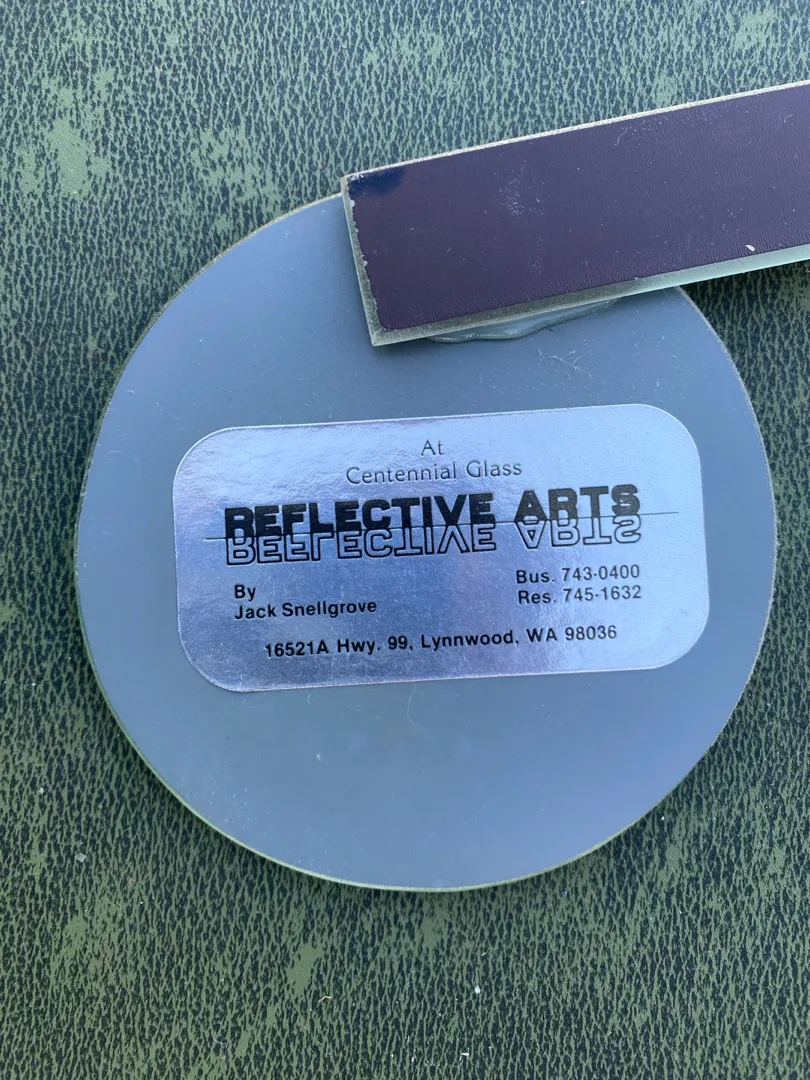 At
Centennial Glass
REFLECTIVE ARTS
By
Jack Snellgrove
Bus. 743-0400
Res. 745-1632
16521A Hwy. 99, Lynnwood, WA 98036